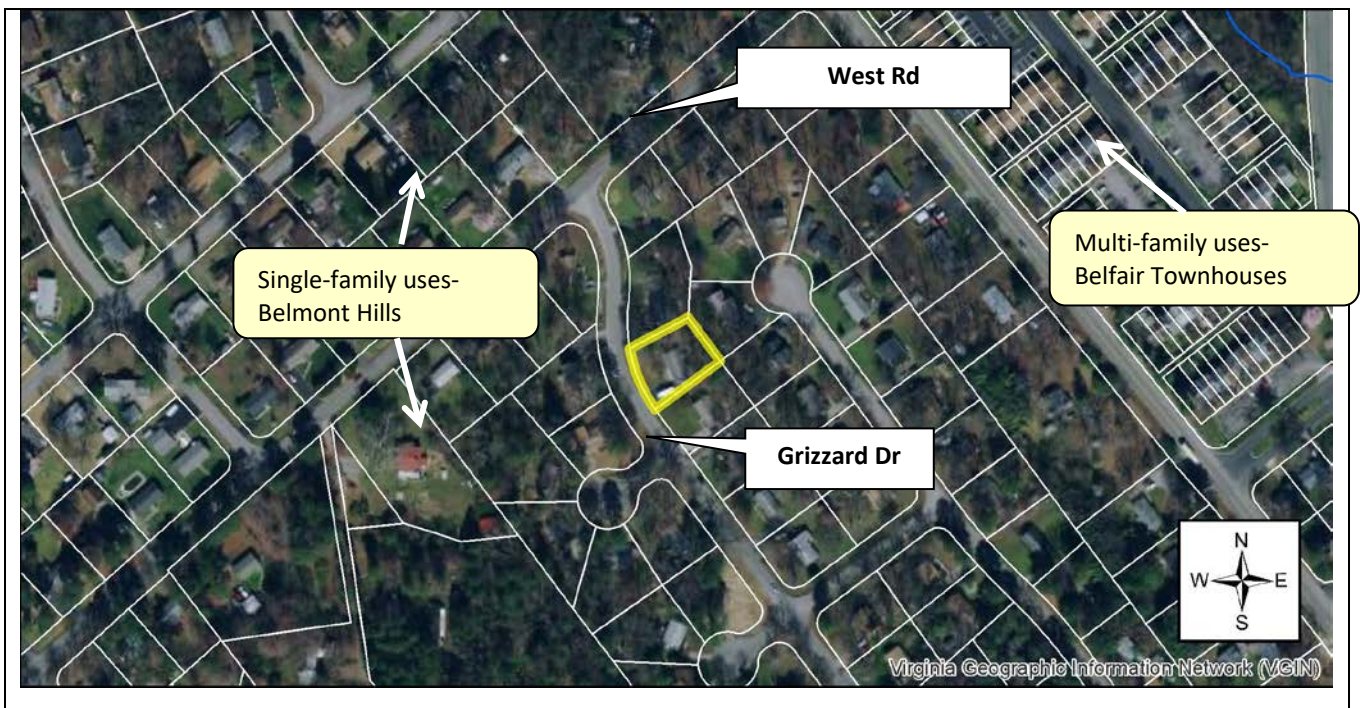 West Rd
Single-family uses-
Belmont Hills
Multi-family uses-
Belfair Townhouses
Grizzard Dr
N
W E
S
Virginia Geographic Information Network (VGIN)